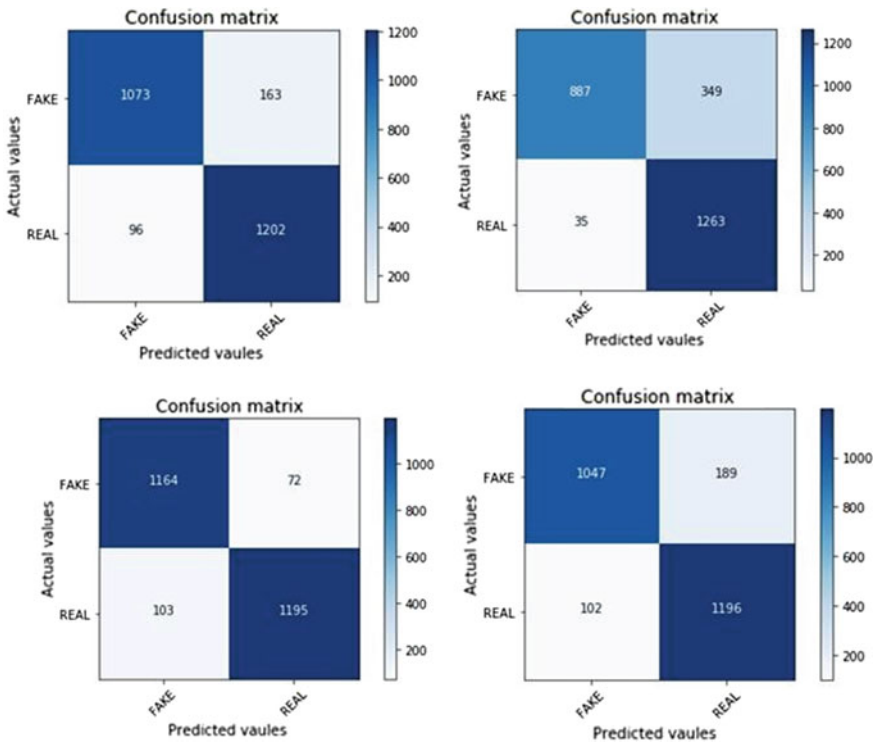 Confusion matrix
Actual values
FAKE
1073
163
REAL
96
1202
FAKE
REAL
Predicted vaules
1200
1000
800
600
400
200
Confusion matrix
Actual values
FAKE
887
349
REAL
35
1263
FAKE
REAL
Predicted vaules
1200
1000
800
600
400
200
Confusion matrix
Actual values
FAKE
1164
72
REAL
103
1195
FAKE
REAL
Predicted vaules
1000
800
600
400
200
Confusion matrix
Actual values
FAKE
1047
189
REAL
102
1196
FAKE
REAL
Predicted vaules
1000
800
600
400
200